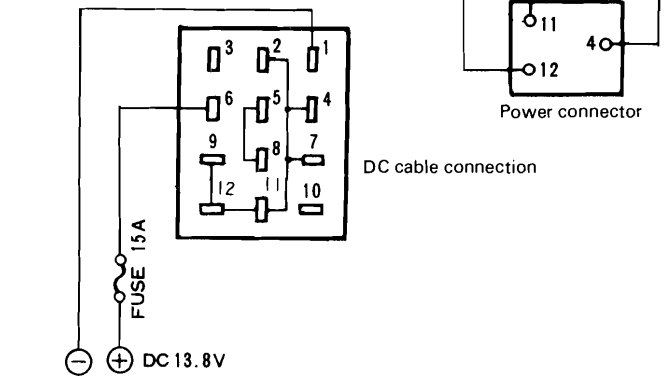 11
4
12
Power connector
3 2 1
6 5 4
9 8 7
12 11 10
DC cable connection
FUSE 15A
− + DC 13.8V